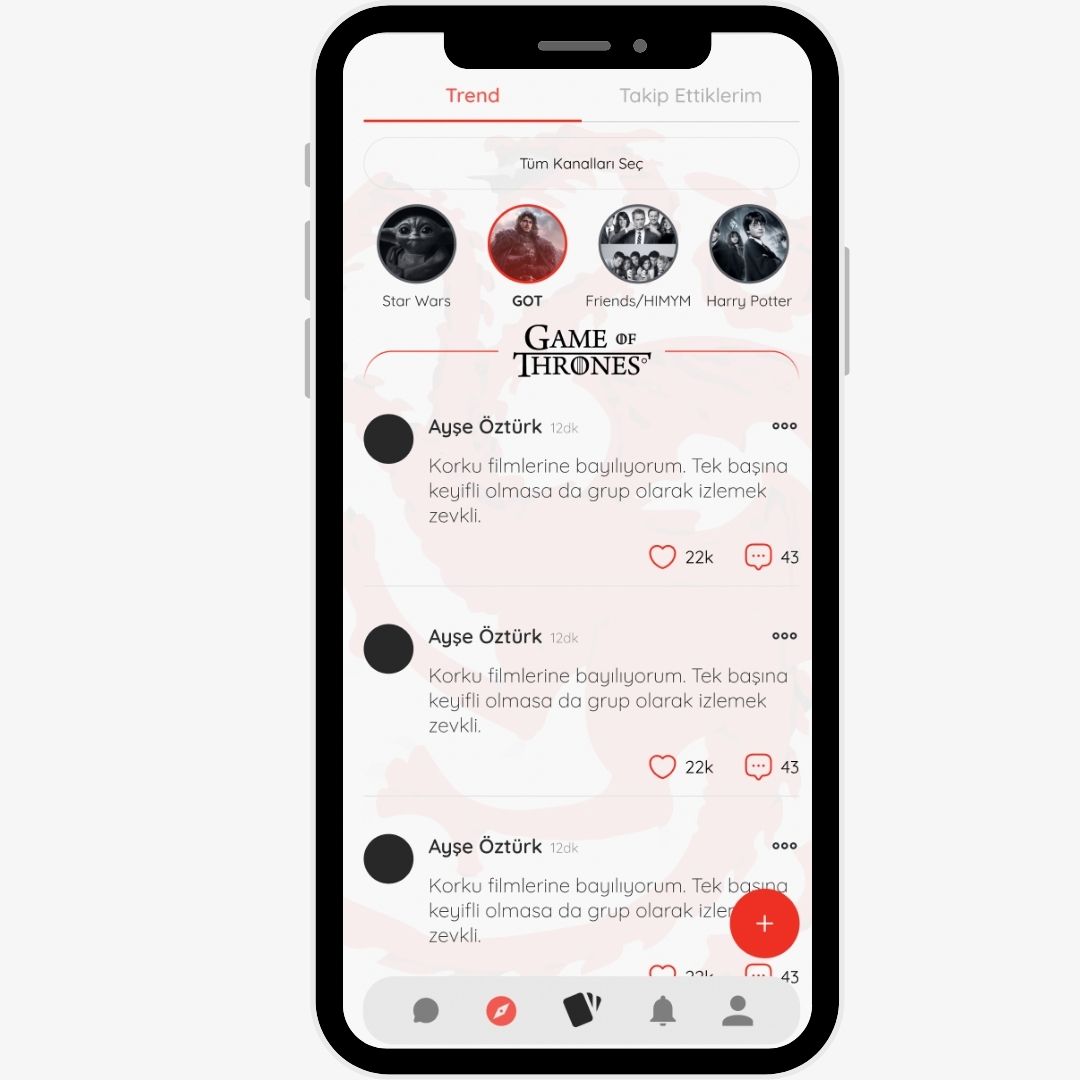 Trend Takip Ettiklerim
Tüm Kanalları Seç
Star Wars GOT Friends/HIMYM Harry Potter
GAME OF
THRONES
Ayşe Öztürk 12dk
Korku filmlerine bayılıyorum. Tek başına
keyifli olmasa da grup olarak izlemek
zevkli.
22k 43
Ayşe Öztürk 12dk
Korku filmlerine bayılıyorum. Tek başına
keyifli olmasa da grup olarak izlemek
zevkli.
22k 43
Ayşe Öztürk 12dk
Korku filmlerine bayılıyorum. Tek başına
keyifli olmasa da grup olarak izler
zevkli.
22k 43